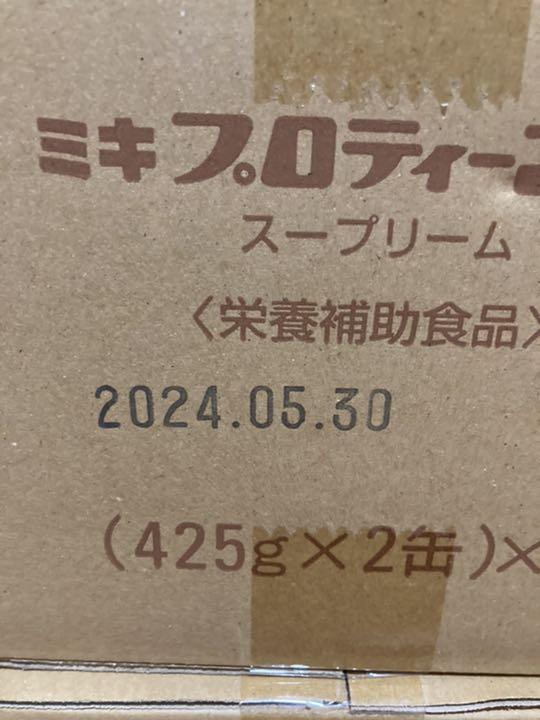 ミキプロティーン
スープリーム
〈栄養補助食品〉
2024.05.30
(425g×2缶)×